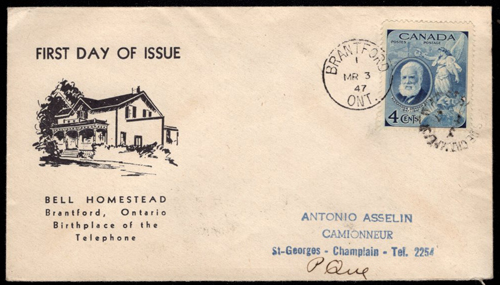 FIRST DAY OF ISSUE
BRANTFORD
1
MR 3
47
ONT.
CANADA
POSTES POSTAGE
4 CENTS
BELL HOMESTEAD
Brantford, Ontario
Birthplace of the
Telephone
ANTONIO ASSELIN
CAMIONNEUR
St-Georges - Champlain - Tel. 2254
P. Que